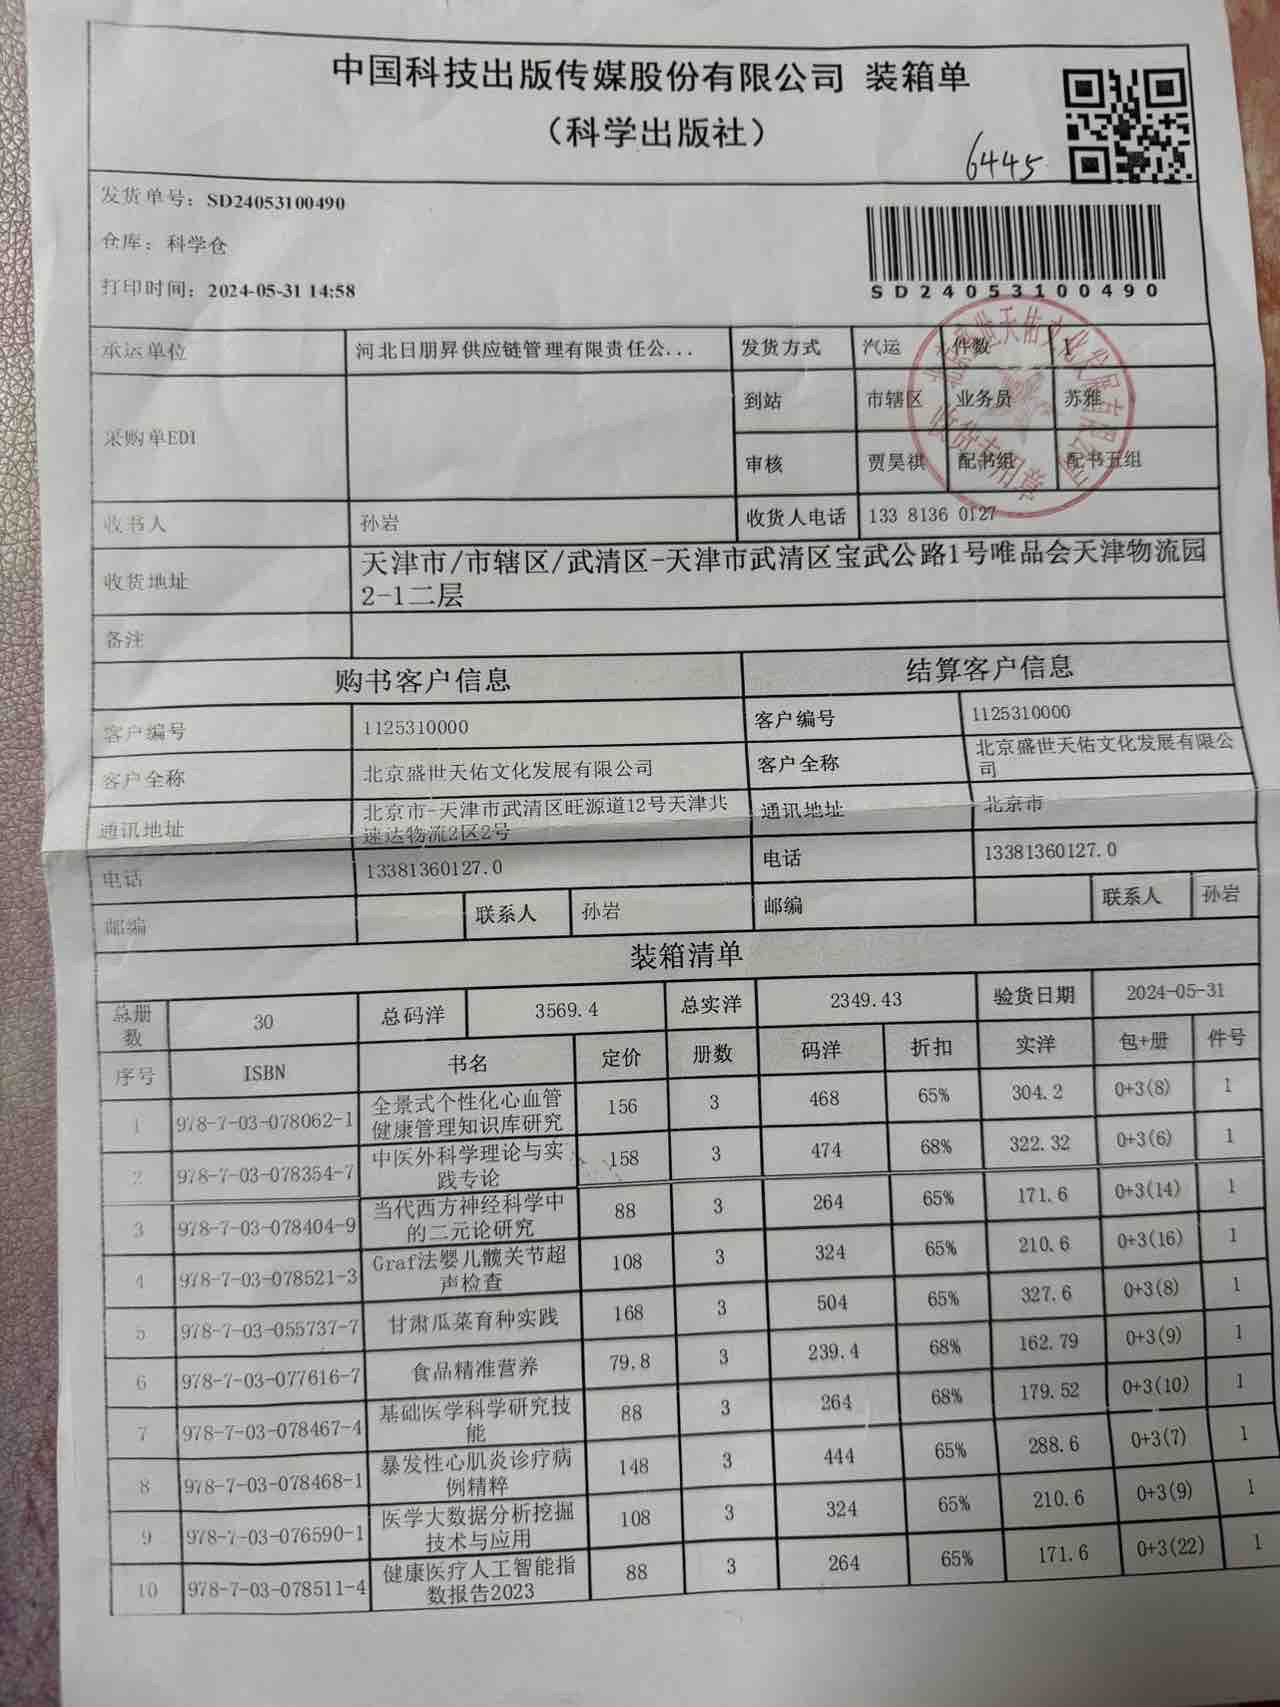 中国科技出版传媒股份有限公司 装箱单
（科学出版社）
6445
发货单号：SD24053100490
仓库：科学仓
打印时间：2024-05-31 14:58
SD24053100490
承运单位 河北日朋昇供应链管理有限责任公... 发货方式 汽运 件数 1
采购单EDI 到站 市辖区 业务员 苏雅
审核 贾昊祺 配书组 配书五组
北京盛世天佑文化发展有限公司
收货专用章
收书人 孙岩 收货人电话 133 8136 0127
收货地址 天津市/市辖区/武清区-天津市武清区宝武公路1号唯品会天津物流园
2-1二层
备注
购书客户信息 结算客户信息
客户编号 1125310000 客户编号 1125310000
客户全称 北京盛世天佑文化发展有限公司 客户全称 北京盛世天佑文化发展有限公
司
通讯地址 北京市-天津市武清区旺源道12号天津共 通讯地址 北京市
速达物流2区2号
电话 13381360127.0 电话 13381360127.0
邮编 联系人 孙岩 邮编 联系人 孙岩
装箱清单
总册
数 30 总码洋 3569.4 总实洋 2349.43 验货日期 2024-05-31
序号 ISBN 书名 定价 册数 码洋 折扣 实洋 包+册 件号
1 978-7-03-078062-1 全景式个性化心血管 156 3 468 65% 304.2 0+3(8) 1
健康管理知识库研究
2 978-7-03-078354-7 中医外科学理论与实 158 3 474 68% 322.32 0+3(6) 1
践专论
3 978-7-03-078404-9 当代西方神经科学中 88 3 264 65% 171.6 0+3(14) 1
的二元论研究
4 978-7-03-078521-3 Graf法婴儿髋关节超 108 3 324 65% 210.6 0+3(16) 1
声检查
5 978-7-03-055737-7 甘肃瓜菜育种实践 168 3 504 65% 327.6 0+3(8) 1
6 978-7-03-077616-7 食品精准营养 79.8 3 239.4 68% 162.79 0+3(9) 1
7 978-7-03-078467-4 基础医学科学研究技 88 3 264 68% 179.52 0+3(10) 1
能
8 978-7-03-078468-1 暴发性心肌炎诊疗病 148 3 444 65% 288.6 0+3(7) 1
例精粹
9 978-7-03-076590-1 医学大数据分析挖掘 108 3 324 65% 210.6 0+3(9) 1
技术与应用
10 978-7-03-078511-4 健康医疗人工智能指 88 3 264 65% 171.6 0+3(22) 1
数报告2023